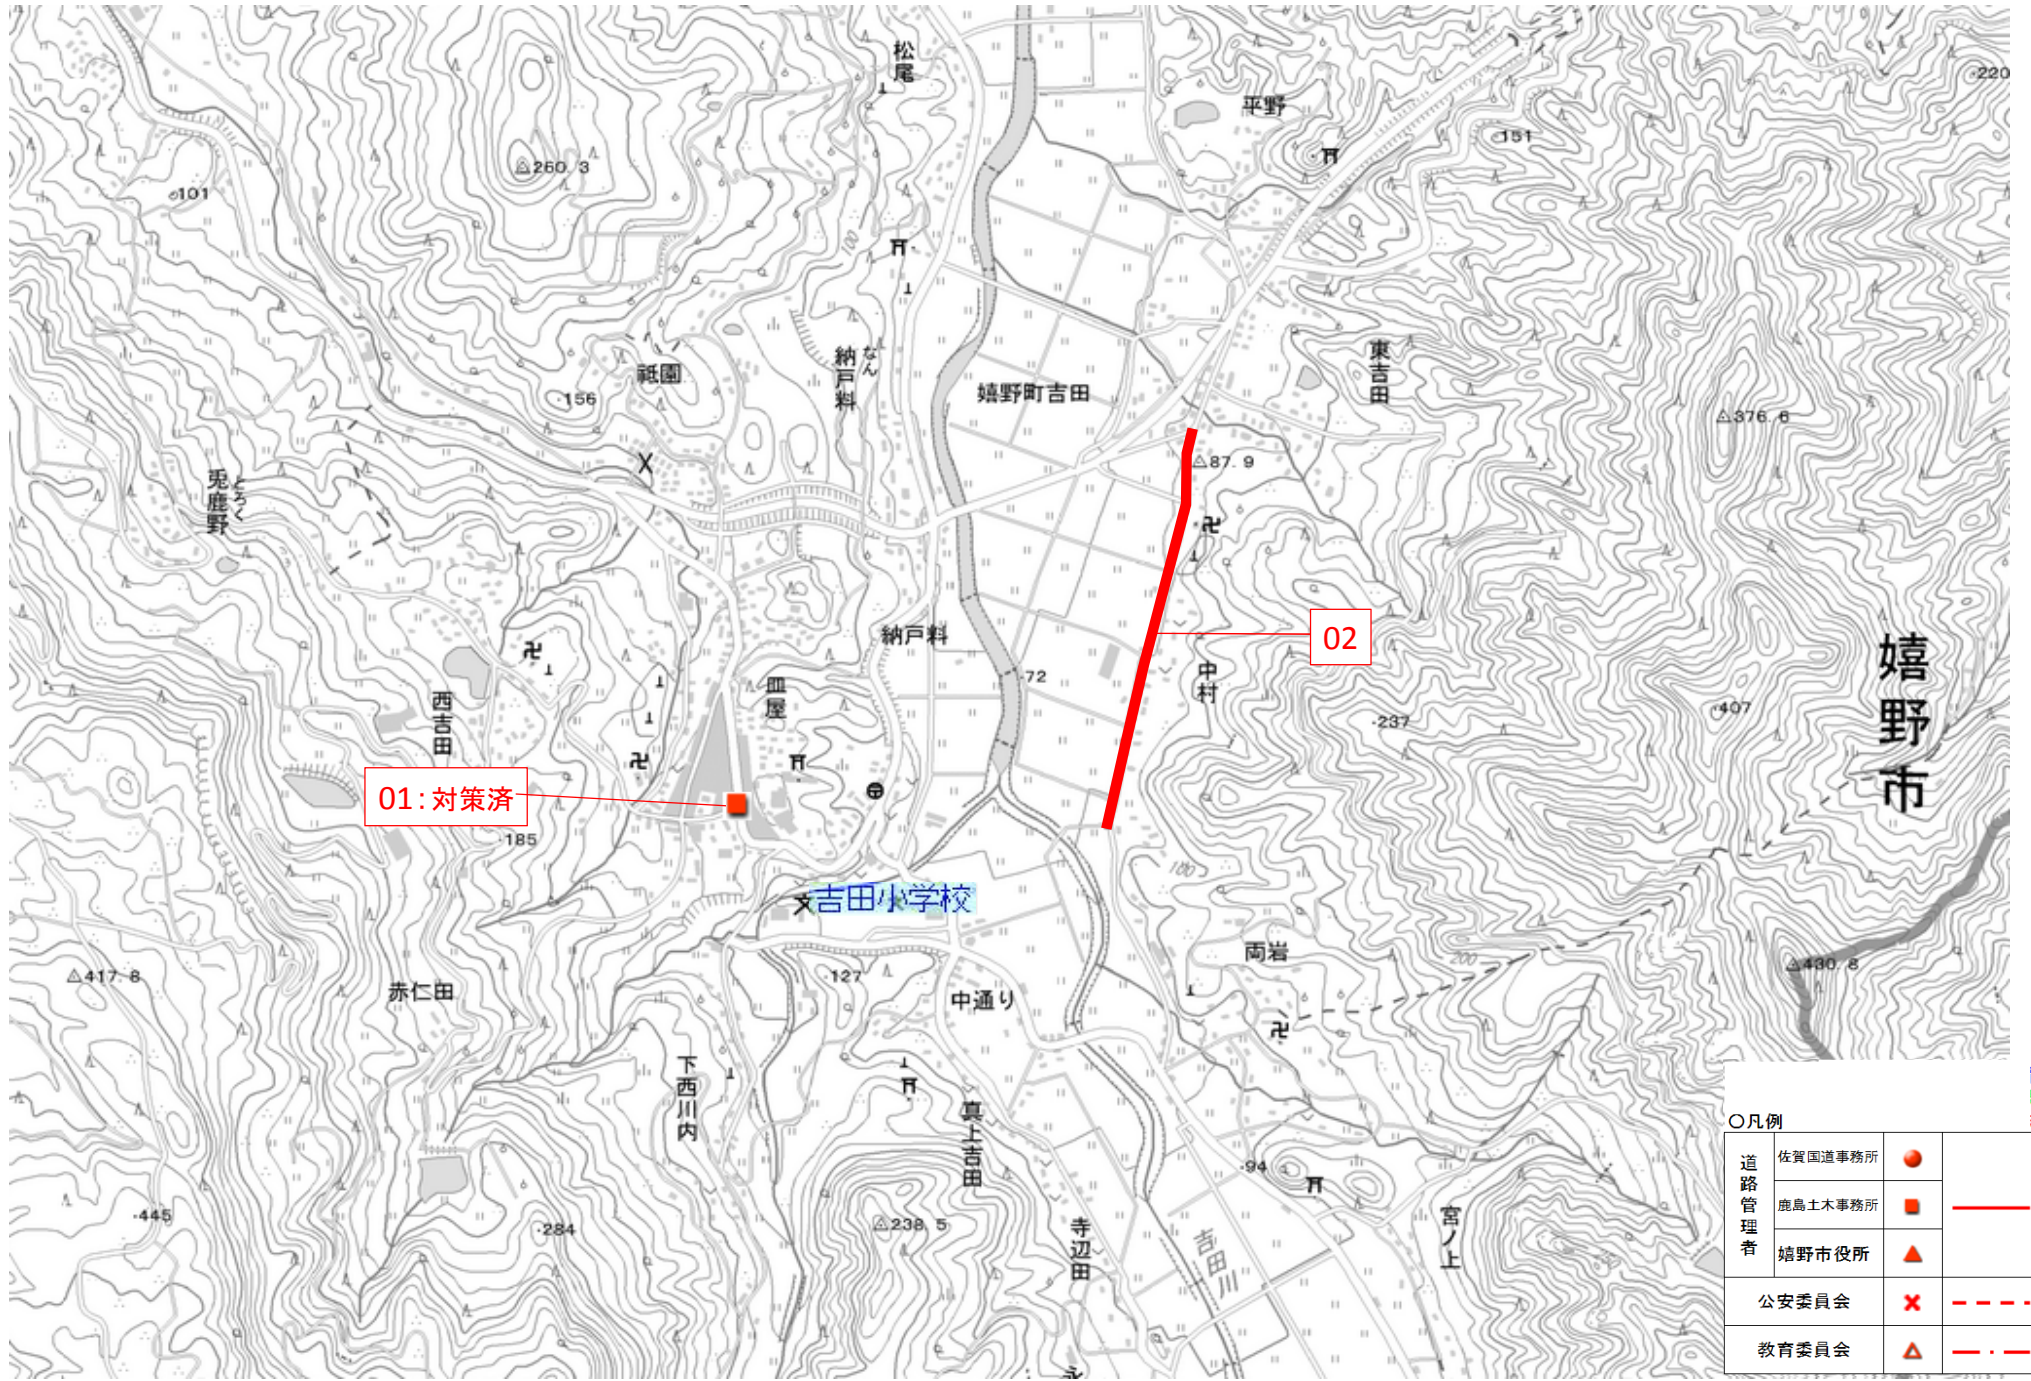 松尾
平野
220
151
260.3
101
100
祇園
納戸料
なん
嬉野町吉田
東吉田
156
376.6
兎鹿野
とろく
87.9
納戸料
02
72
中村
嬉野市
皿屋
西吉田
237
407
01：対策済
185
100
吉田小学校
両岩
200
430.8
417.8
127
赤仁田
中通り
下西川内
真上吉田
94
445
284
238.5
寺辺田
吉田川
宮ノ上
永
〇凡例
道路管理者
佐賀国道事務所
鹿島土木事務所
嬉野市役所
公安委員会
教育委員会